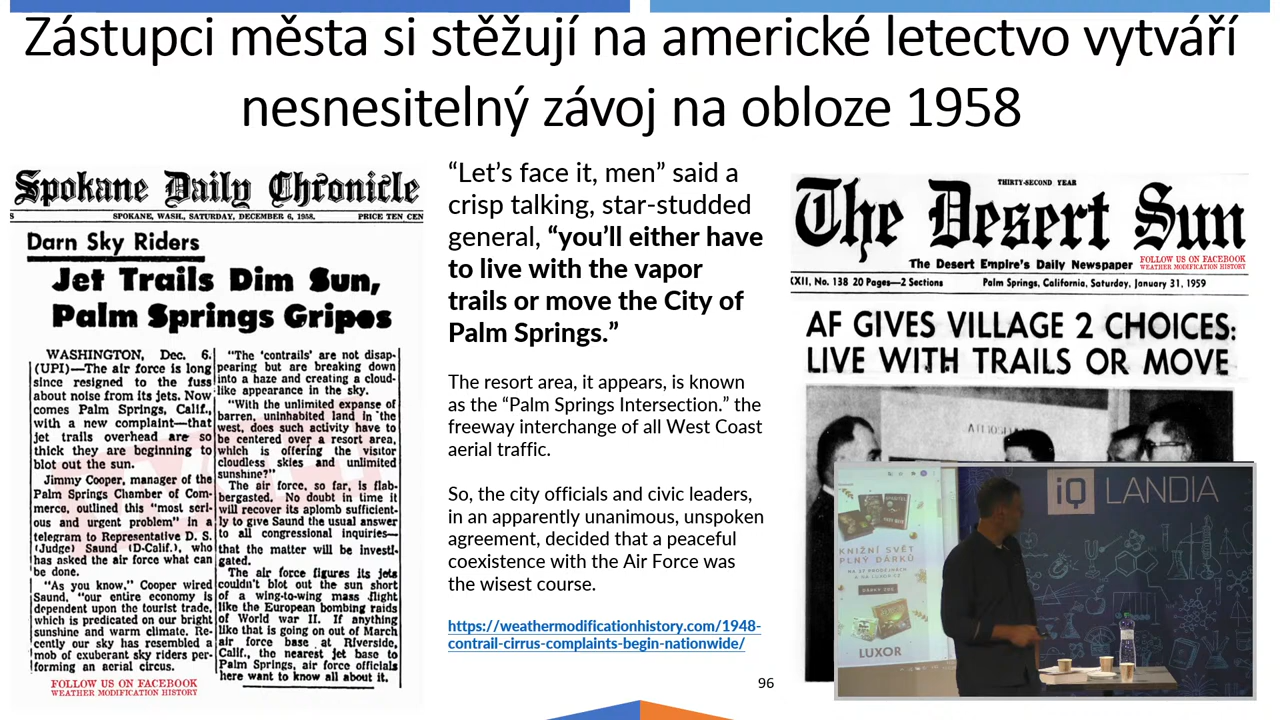 Zástupci města si stěžují na americké letectvo vytváří
nesnesitelný závoj na obloze 1958
Spokane Daily Chronicle
S
SPOKANE, WASH., SATURDAY, DECEMBER 6, 1958.
PRICE TEN CEN
Darn Sky Riders
Jet Trails Dim Sun,
Palm Springs Gripes
WASHINGTON, Dec. 6.
(UPI)—The air force is long
since resigned to the fuss
about noise from its jets. Now
comes Palm Springs, Calif.,
with a new complaint—that
jet trails overhead are so
thick they are beginning to
blot out the sun.
Jimmy Cooper, manager of the
Palm Springs Chamber of Com-
merce, outlined this "most seri-
ous and urgent problem" in a
telegram to Representative D. S.
(Judge) Saund (D-Calif.), who
has asked the air force what can
be done.
"As you know," Cooper wired
Saund, "our entire economy is
dependent upon the tourist trade,
which is predicated on our bright
sunshine and warm climate. Re-
cently our sky has resembled a
mob of exuberant sky riders per-
forming an aerial circus.
FOLLOW US ON FACEBOOK
WEATHER MODIFICATION HISTORY
"The 'contrails' are not disap-
pearing but are breaking down
into a haze and creating a cloud-
like appearance in the sky.
"With the unlimited expanse of
barren, uninhabited land in the
west, does such activity have to
be centered over a resort area,
which is offering the visitor
cloudless skies and unlimited
sunshine?"
The air force, so far, is flab-
bergasted. No doubt in time it
will recover its aplomb sufficient-
ly to give Saund the usual answer
to all congressional inquiries—
that the matter will be investi-
gated.
The air force figures its jets
couldn't blot out the sun short
of a wing-to-wing mass flight
like the European bombing raids
of World war II. If anything
like that is going on out of March
air force base at Riverside,
Calif., the nearest jet base to
Palm Springs, air force officials
here want to know all about it.
“Let’s face it, men” said a
crisp talking, star-studded
general, “you’ll either have
to live with the vapor
trails or move the City of
Palm Springs.”
The resort area, it appears, is known
as the “Palm Springs Intersection.” the
freeway interchange of all West Coast
aerial traffic.
So, the city officials and civic leaders,
in an apparently unanimous, unspoken
agreement, decided that a peaceful
coexistence with the Air Force was
the wisest course.
https://weathermodificationhistory.com/1948-
contrail-cirrus-complaints-begin-nationwide/
96
THIRTY-SECOND YEAR
The Desert Sun
The Desert Empire's Daily Newspaper
FOLLOW US ON FACEBOOK
WEATHER MODIFICATION HISTORY
XXII, No. 138 20 Pages—2 Sections
Palm Springs, California, Saturday, January 31, 1959
AF GIVES VILLAGE 2 CHOICES:
LIVE WITH TRAILS OR MOVE
iQ LANDIA
KNIŽNÍ SVĚT
PLNÝ DÁRKŮ
LUXOR